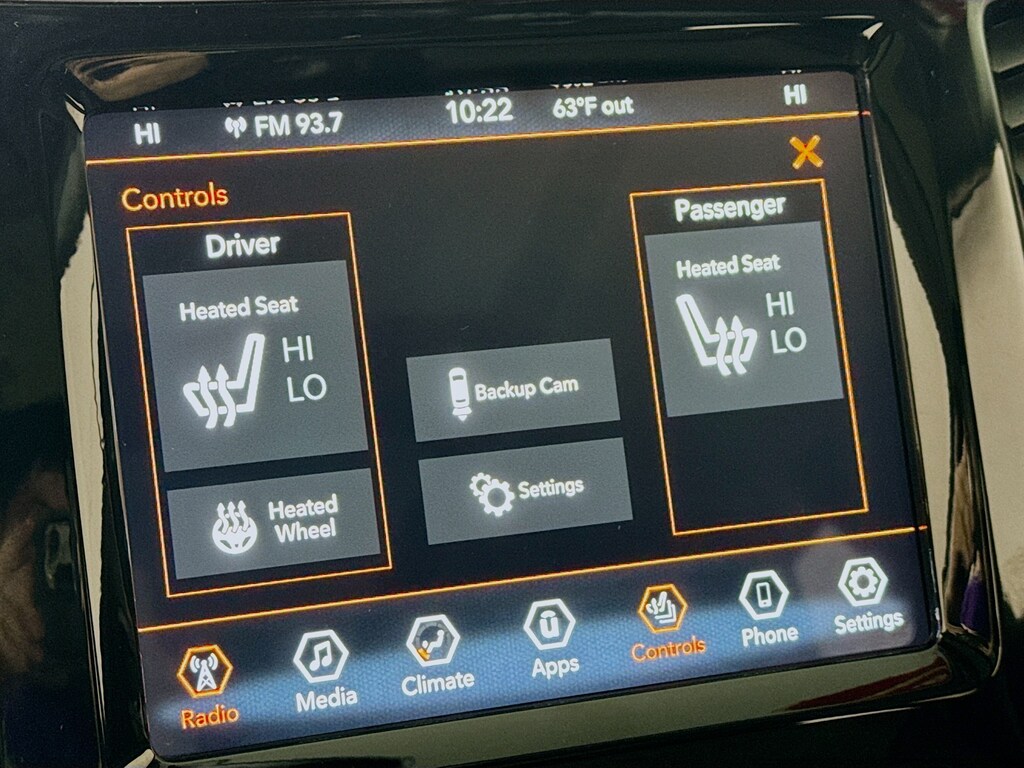 HI
FM 93.7
10:22
63°F out
HI
Controls
Driver
Heated Seat
HI
LO
Heated
Wheel
Backup Cam
Settings
Passenger
Heated Seat
HI
LO
Radio
Media
Climate
Apps
Controls
Phone
Settings